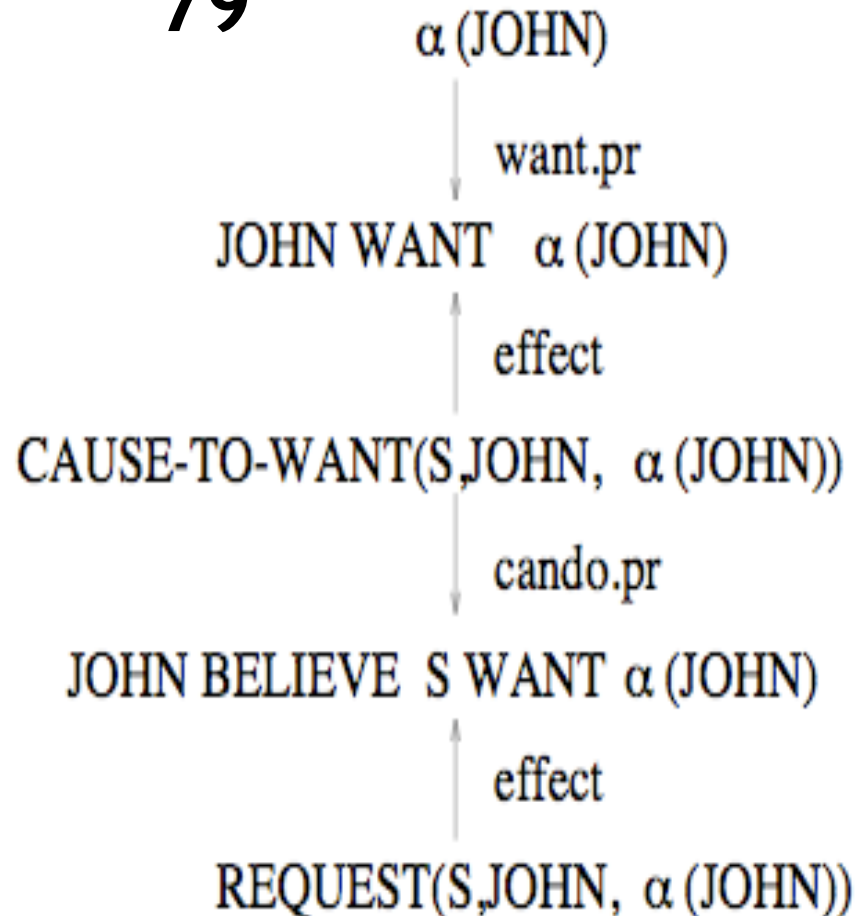 79
α (JOHN)
want.pr
JOHN WANT α (JOHN)
effect
CAUSE-TO-WANT(S,JOHN, α (JOHN))
cando.pr
JOHN BELIEVE S WANT α (JOHN)
effect
REQUEST(S,JOHN, α (JOHN))